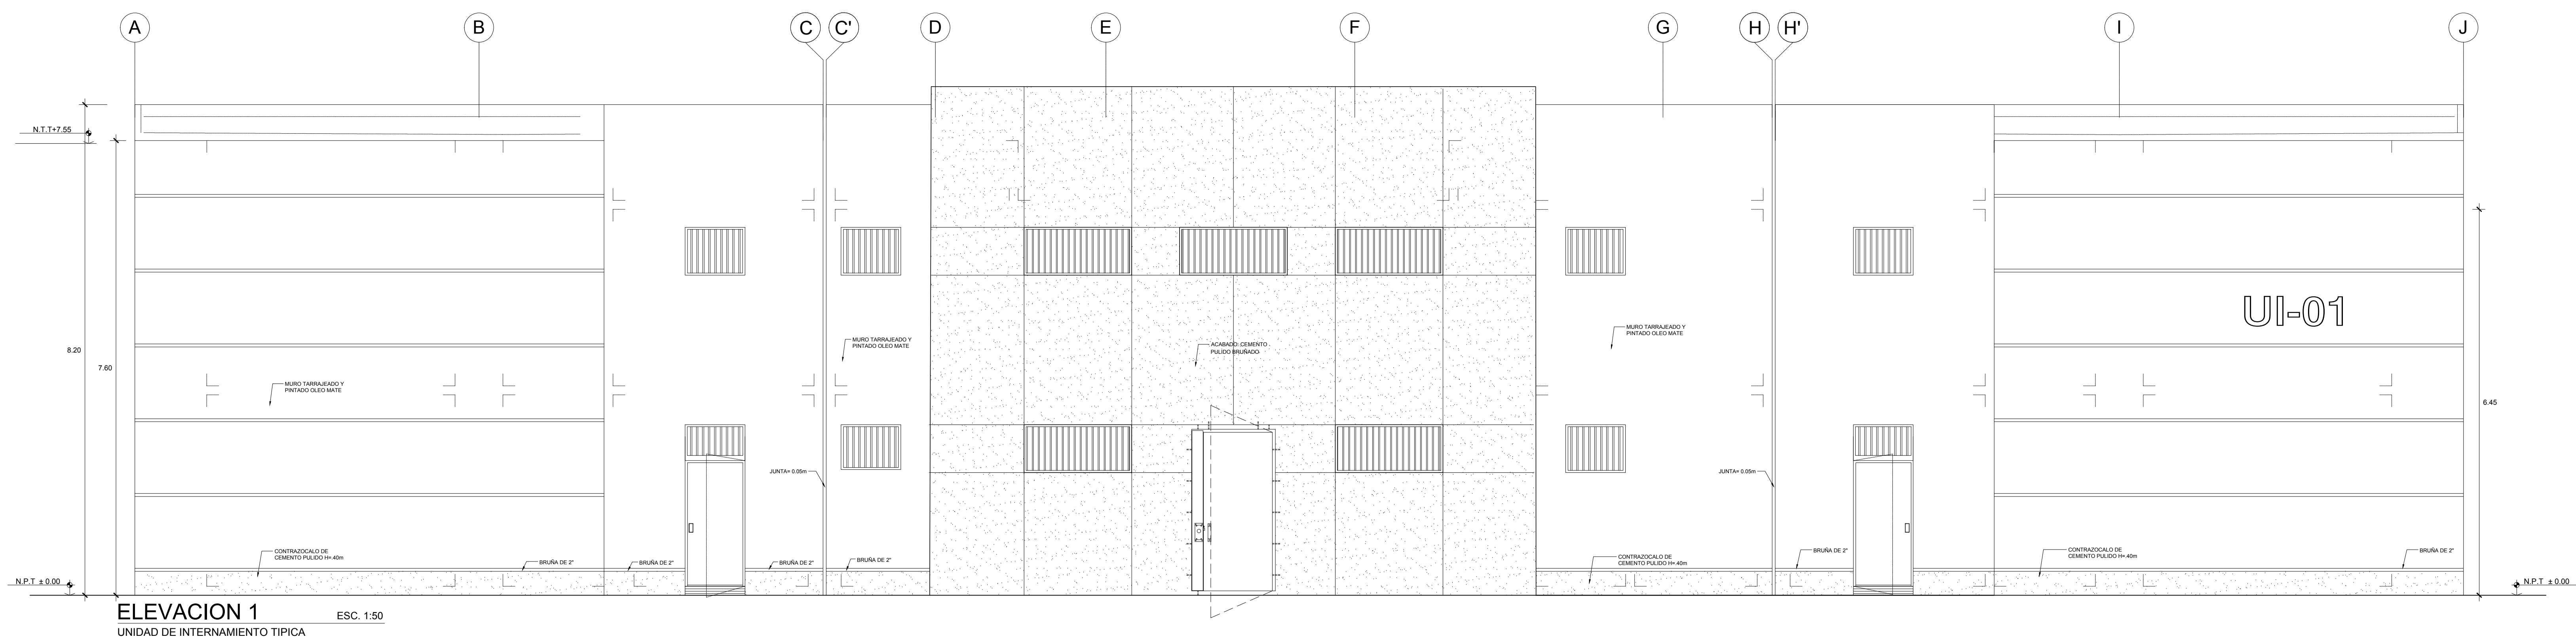 A
B
C
C'
D
E
F
G
H
H'
I
J
N.T.T+7.55
UI-01
MURO TARRAJEADO Y
PINTADO OLEO MATE
MURO TARRAJEADO Y
PINTADO OLEO MATE
ACABADO: CEMENTO
PULIDO BRUÑADO
8.20
7.60
MURO TARRAJEADO Y
PINTADO OLEO MATE
6.45
JUNTA= 0.05m
JUNTA= 0.05m
CONTRAZOCALO DE
CEMENTO PULIDO H=.40m
BRUÑA DE 2"
BRUÑA DE 2"
BRUÑA DE 2"
BRUÑA DE 2"
CONTRAZOCALO DE
CEMENTO PULIDO H=.40m
BRUÑA DE 2"
CONTRAZOCALO DE
CEMENTO PULIDO H=.40m
BRUÑA DE 2"
N.P.T ± 0.00
N.P.T ± 0.00
ELEVACION 1
ESC. 1:50
UNIDAD DE INTERNAMIENTO TIPICA